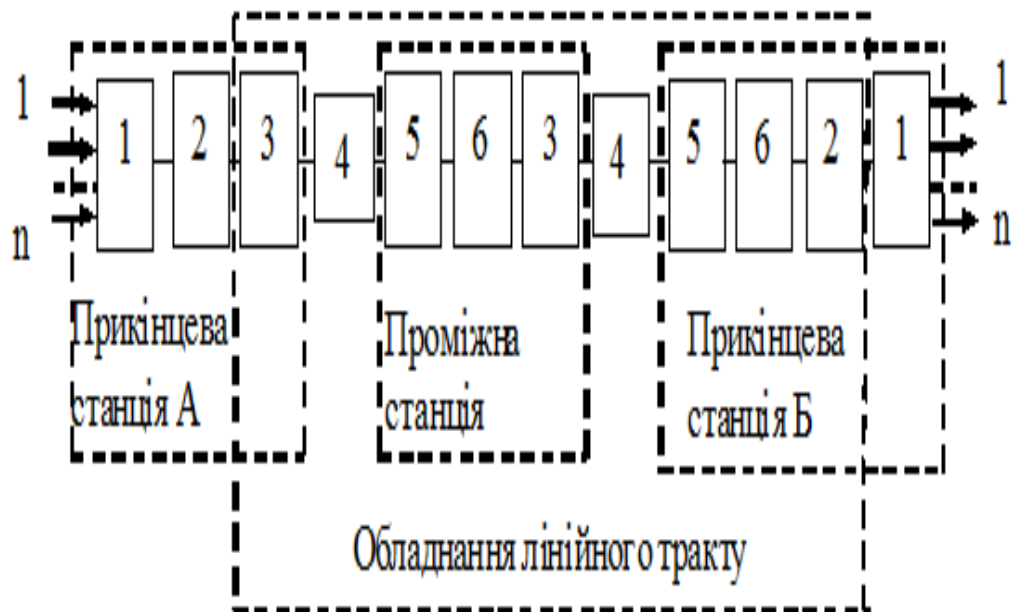 1 1
1 2 3 4 5 6 3 4 5 6 2 1
n n
Прикінцева
станція А
Проміжна
станція
Прикінцева
станція Б
Обладнання лінійного тракту